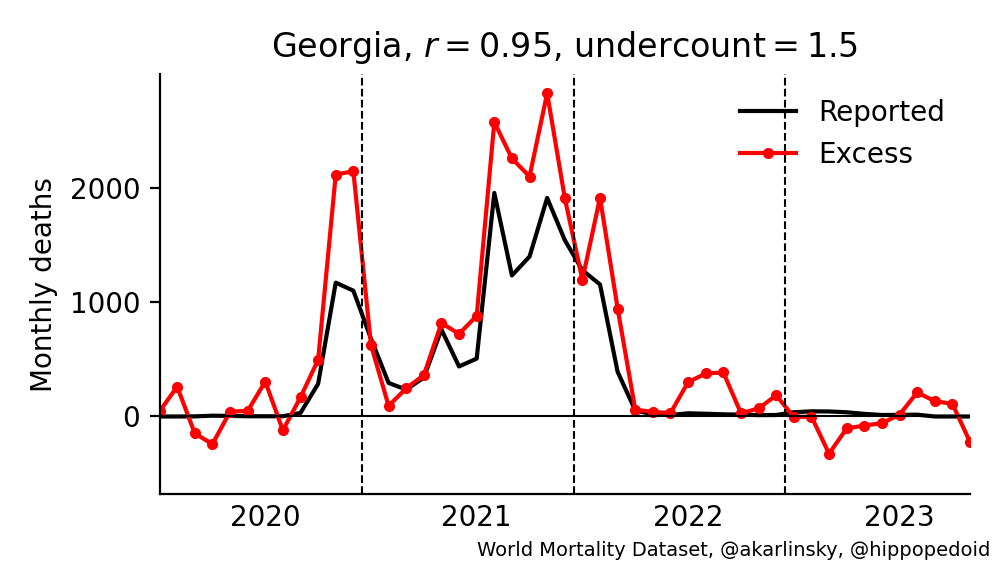 Georgia, r = 0.95, undercount = 1.5
Reported
Excess
Monthly deaths
2000
1000
0
2020 2021 2022 2023
World Mortality Dataset, @akarlinsky, @hippopedoid